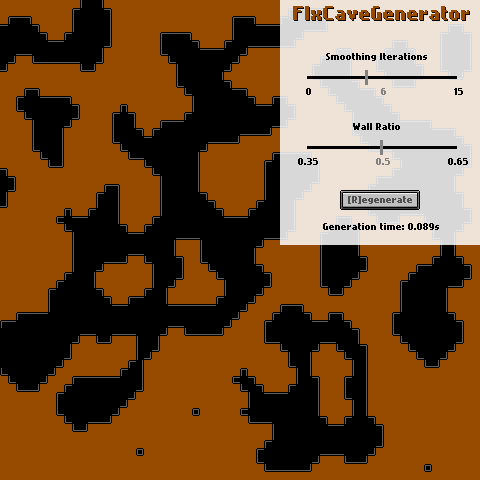 FlxCaveGenerator
Smoothing Iterations
0 6 15
Wall Ratio
0.35 0.5 0.65
[R]egenerate
Generation time: 0.089s